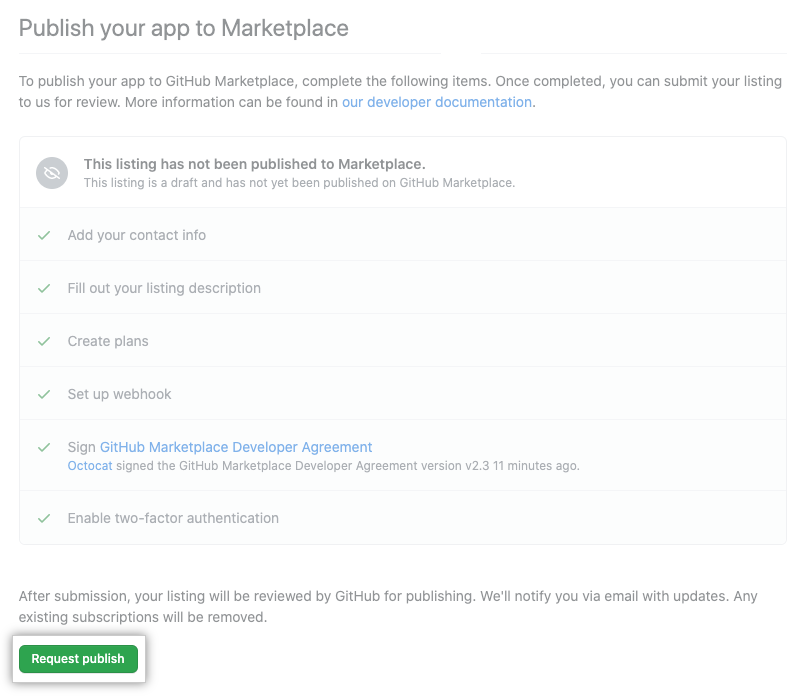 Publish your app to Marketplace
To publish your app to GitHub Marketplace, complete the following items. Once completed, you can submit your listing
to us for review. More information can be found in our developer documentation.
This listing has not been published to Marketplace.
This listing is a draft and has not yet been published on GitHub Marketplace.
Add your contact info
Fill out your listing description
Create plans
Set up webhook
Sign GitHub Marketplace Developer Agreement
Octocat signed the GitHub Marketplace Developer Agreement version v2.3 11 minutes ago.
Enable two-factor authentication
After submission, your listing will be reviewed by GitHub for publishing. We'll notify you via email with updates. Any
existing subscriptions will be removed.
Request publish